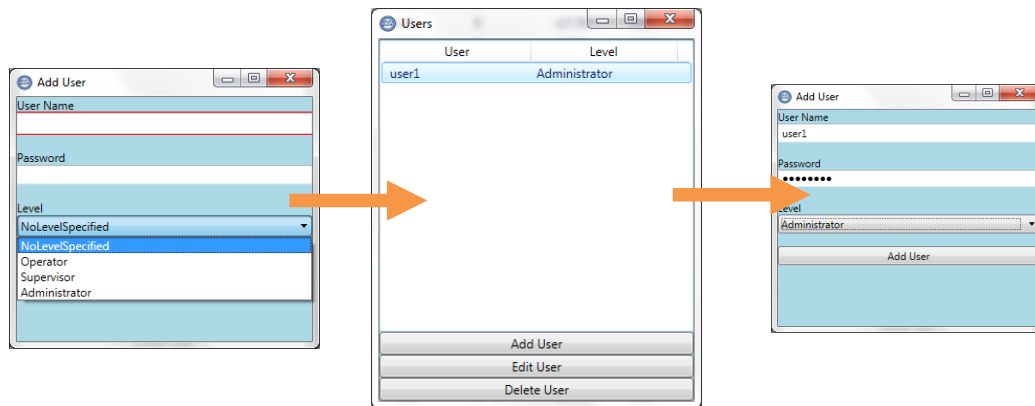 Add User
User Name
Password
Level
NoLevelSpecified
NoLevelSpecified
Operator
Supervisor
Administrator
Users
User Level
user1 Administrator
Add User
Edit User
Delete User
Add User
User Name
user1
Password
••••••••
Level
Administrator
Add User